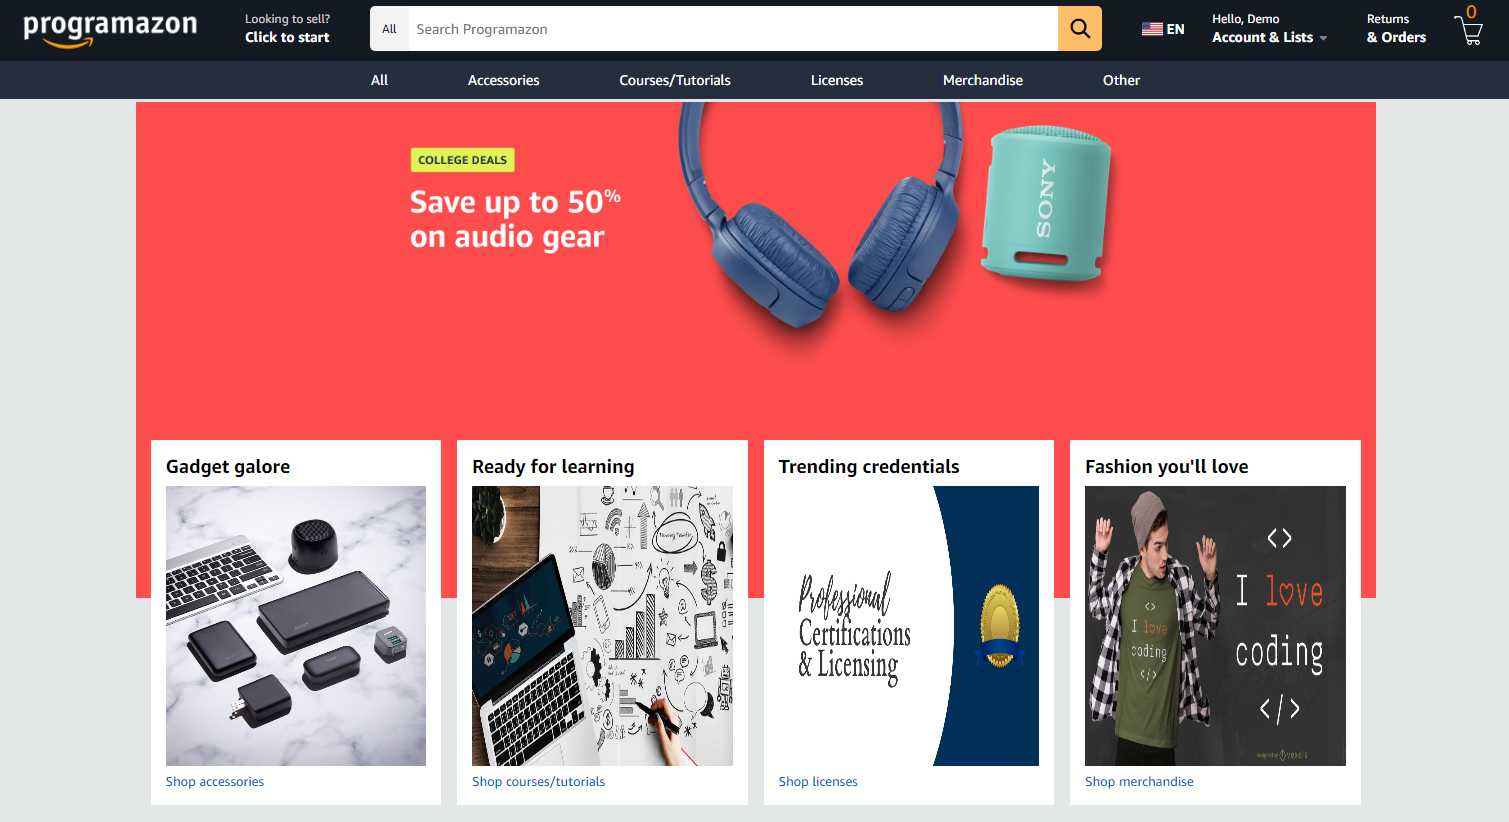 programazon
Looking to sell?
Click to start
All
Search Programazon
EN
Hello, Demo
Account & Lists
Returns
& Orders
0
All
Accessories
Courses/Tutorials
Licenses
Merchandise
Other
COLLEGE DEALS
Save up to 50%
on audio gear
SONY
Gadget galore
Shop accessories
Ready for learning
Shop courses/tutorials
Trending credentials
Professional
Certifications
& Licensing
Shop licenses
Fashion you'll love
<>
I love
coding
</>
<>
I love
coding
</>
vexels
Shop merchandise